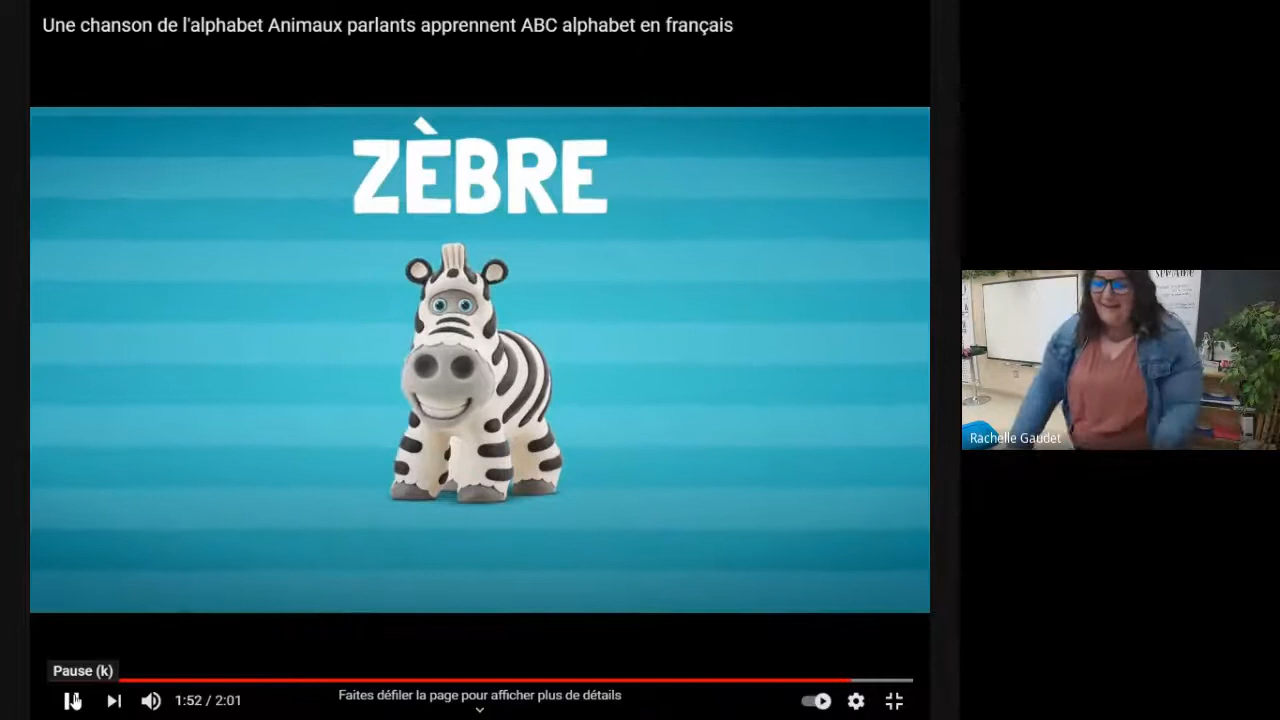 Une chanson de l'alphabet Animaux parlants apprennent ABC alphabet en français
ZÈBRE
SEMAINE
Rachelle Gaudet
Pause (k)
1:52 / 2:01
Faites défiler la page pour afficher plus de détails